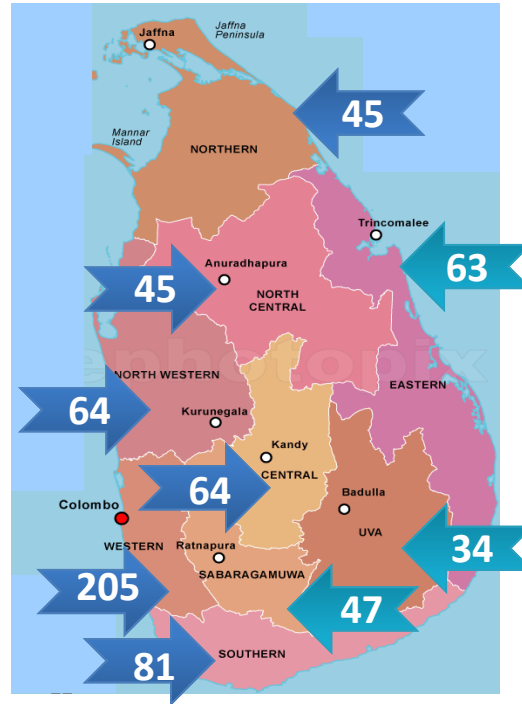 Jaffna
Jaffna
Peninsula
45
Mannar
Island
NORTHERN
Trincomalee
63
Anuradhapura
45
NORTH
CENTRAL
EASTERN
NORTH WESTERN
64
Kurunegala
Kandy
CENTRAL
64
Badulla
Colombo
UVA
34
WESTERN
Ratnapura
SABARAGAMUWA
205
47
SOUTHERN
81